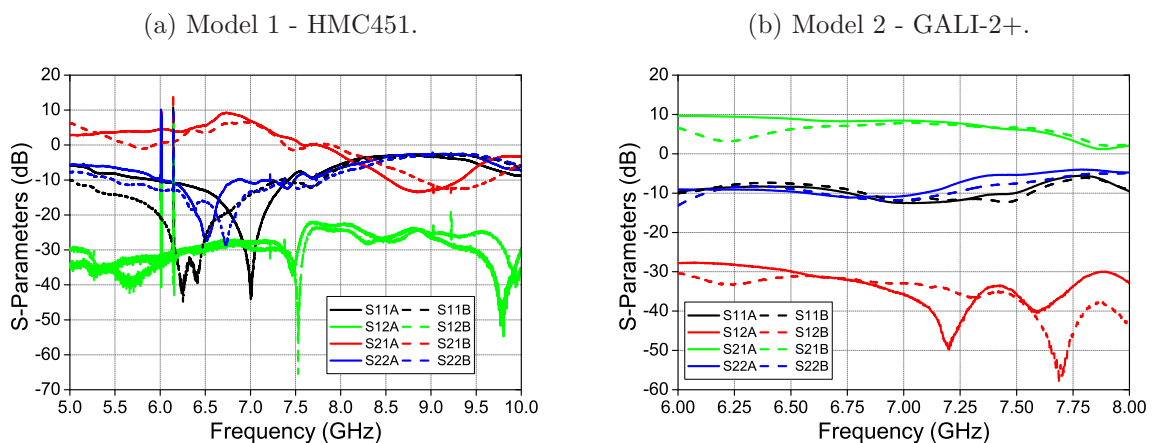 (a) Model 1 - HMC451.
20
10
0
-10
-20
-30
-40
-50
-60
-70
S-Parameters (dB)
S11A S11B
S12A S12B
S21A S21B
S22A S22B
5.0 5.5 6.0 6.5 7.0 7.5 8.0 8.5 9.0 9.5 10.0
Frequency (GHz)
(b) Model 2 - GALI-2+.
20
10
0
-10
-20
-30
-40
-50
-60
S-Parameters (dB)
S11A S11B
S12A S12B
S21A S21B
S22A S22B
6.00 6.25 6.50 6.75 7.00 7.25 7.50 7.75 8.00
Frequency (GHz)